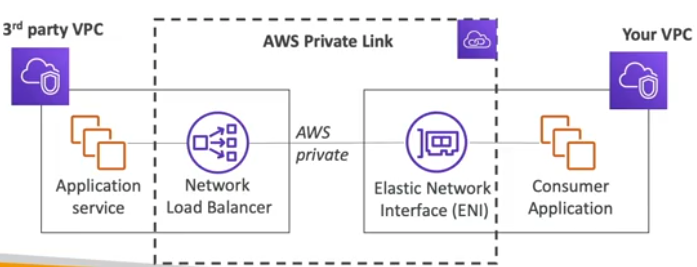 3rd party VPC
AWS Private Link
Your VPC
AWS
private
Application
service
Network
Load Balancer
Elastic Network
Interface (ENI)
Consumer
Application